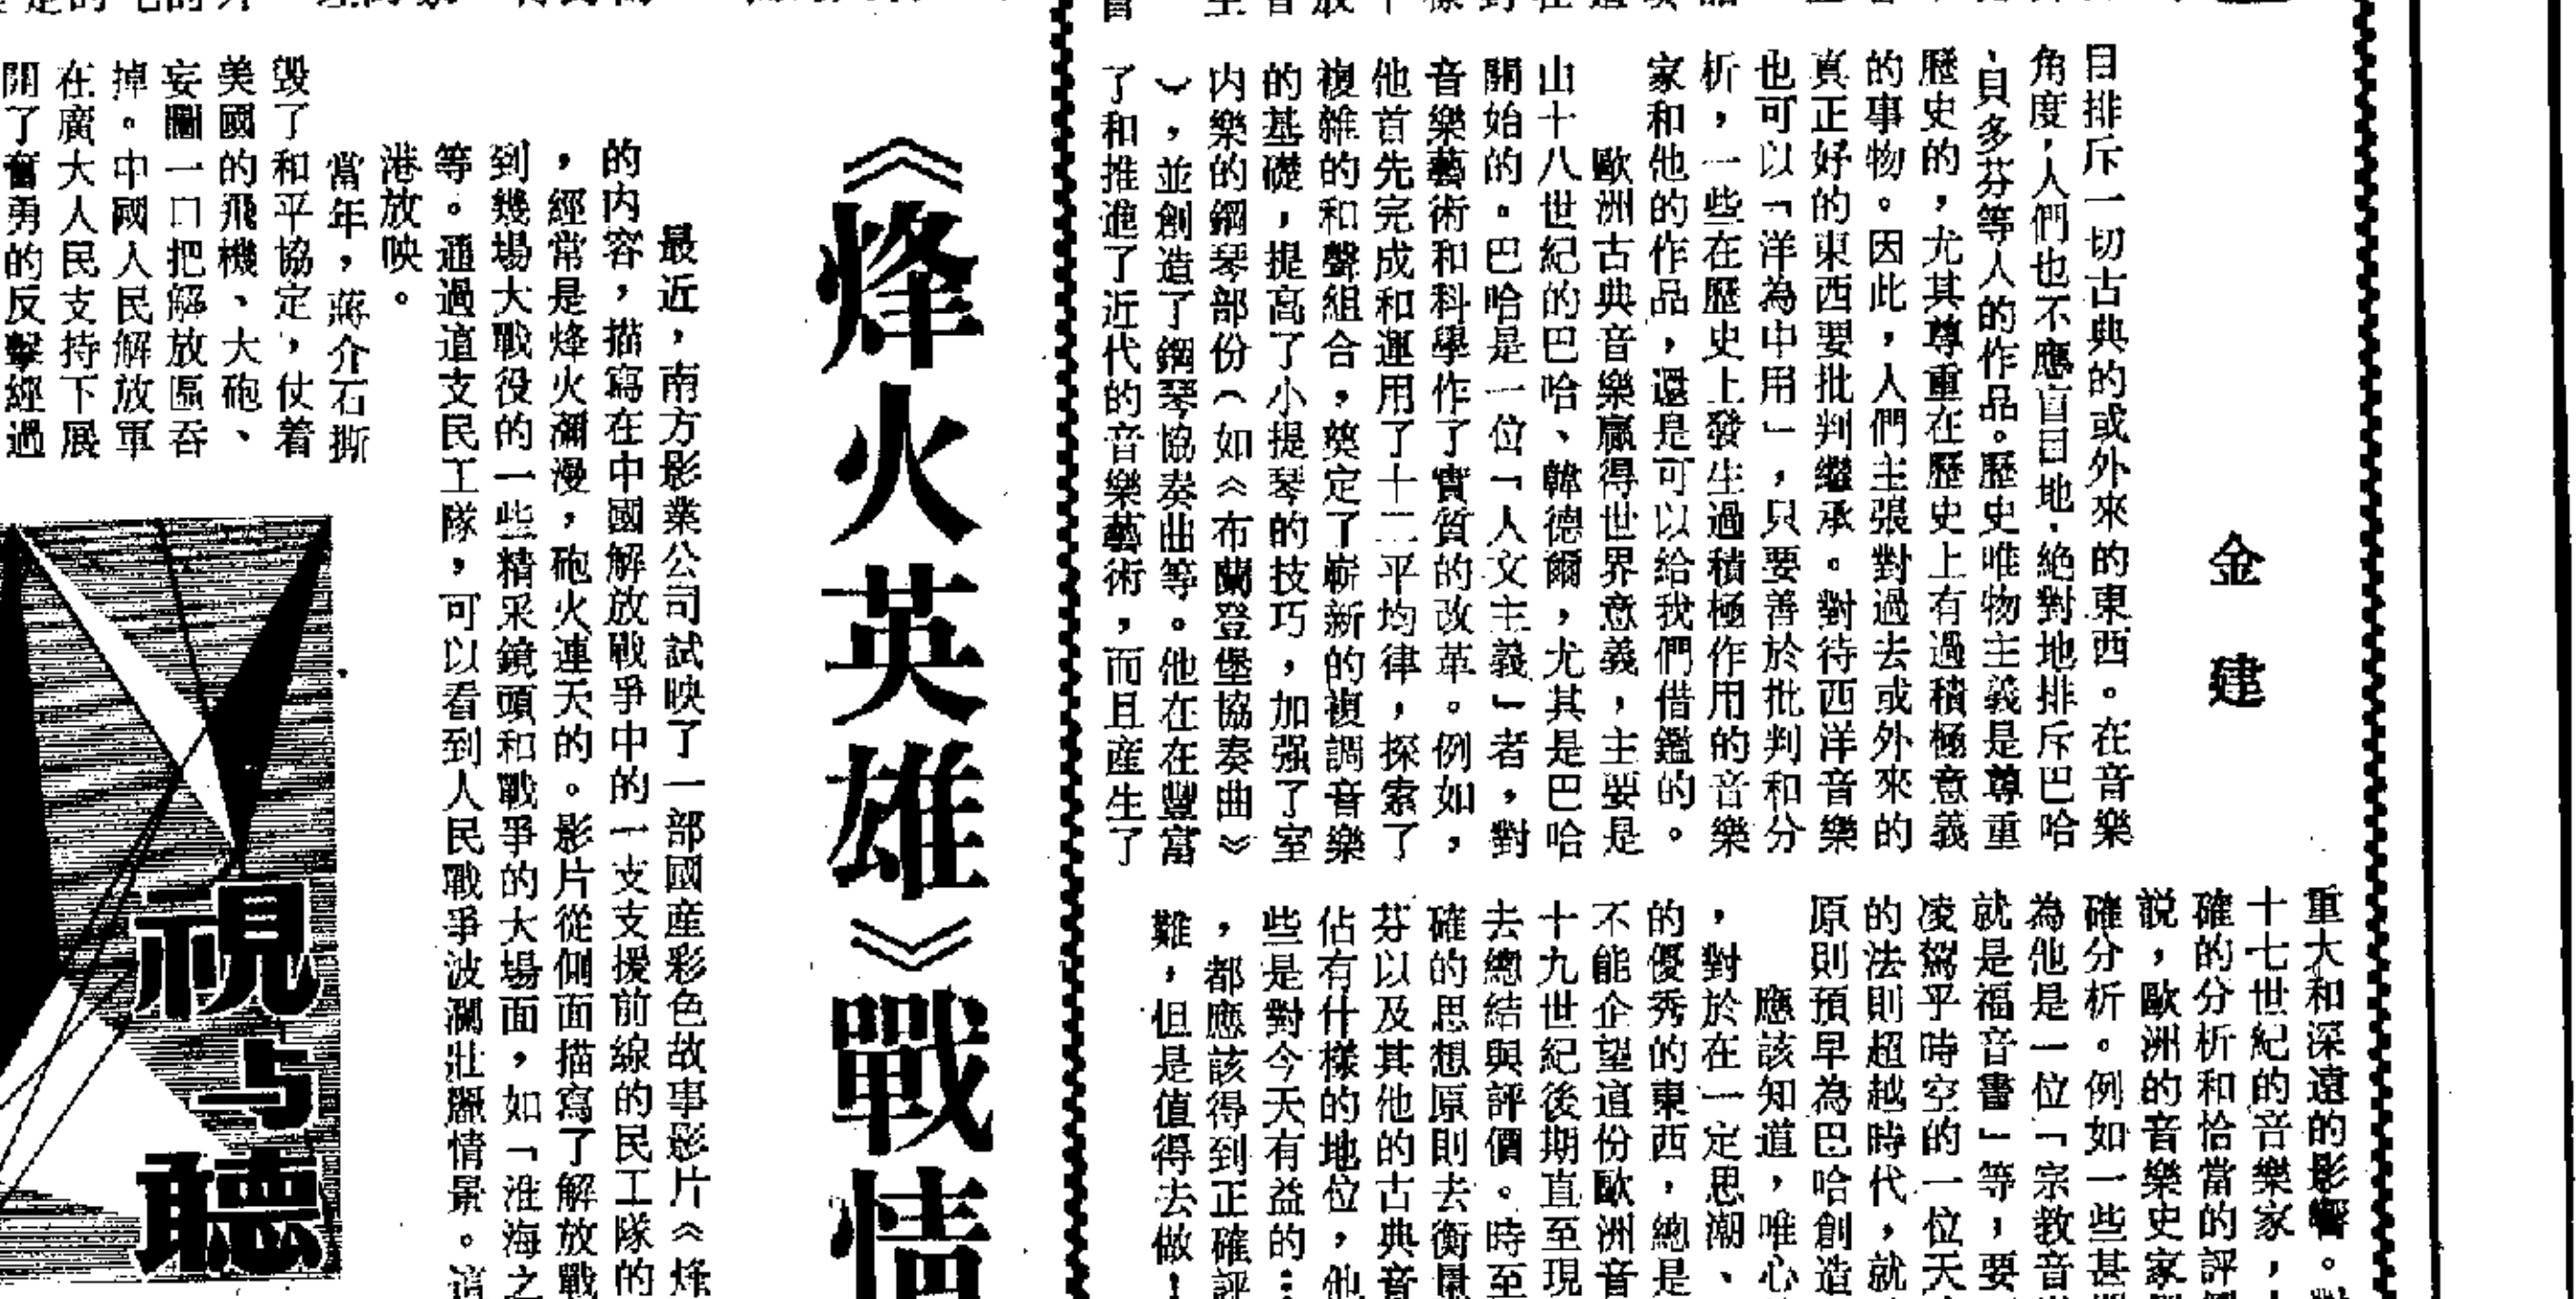 金建
目排斥一切古典的或外來的東西。在音樂
角度，人們也不應盲目地、絕對地排斥巴哈
、貝多芬等人的作品。歷史唯物主義是尊重
歷史的，尤其尊重在歷史上有過積極意義
的事物。因此，人們主張對過去或外來的
真正好的東西要批判繼承。對待西洋音樂
也可以「洋為中用」，只要善於批判和分
析，一些在歷史上發生過積極作用的音樂
家和他的作品，還是可以給我們借鑑的。
歐洲古典音樂贏得世界意義，主要是
山十八世紀的巴哈、韓德爾，尤其是巴哈
開始的。巴哈是一位「人文主義」者，對
音樂藝術和科學作了實質的改革。例如，
他首先完成和運用了十二平均律，探索了
複雜的和聲組合，奠定了嶄新的複調音樂
的基礎，提高了小提琴的技巧，加强了室
内樂的鋼琴部份（如《布蘭登堡協奏曲》
），並創造了鋼琴協奏曲等。他在在豐富
了和推進了近代的音樂藝術，而且産生了
重大和深遠的影響。
十七世紀的音樂家，
確的分析和恰當的評
説，歐洲的音樂史家
確分析。例如一些甚
為他是一位「宗教音
就是福音書」等，要
凌駕乎時空的一位天
的法則超越時代，就
原則預早為巴哈創造
應該知道，唯心
，對於在一定思潮、
的優秀的東西，總是
不能企望這份歐洲音
十九世紀後期直至現
去總結與評價。時至
確的思想原則去衡量
芬以及其他的古典音
佔有什樣的地位，他
些是對今天有益的：
，都應該得到正確評
難，但是值得去做！
《烽火英雄》戰情
最近，南方影業公司試映了一部國産彩色故事影片《烽
的内容，描寫在中國解放戰爭中的一支支援前線的民工隊的
，經常是烽火瀰漫，砲火連天的。影片從側面描寫了解放戰
到幾場大戰役的一些精采鏡頭和戰爭的大場面，如「淮海之
等。通過這支民工隊，可以看到人民戰爭波瀾壯麗情景。這
港放映。
當年，蔣介石撕
毀了和平協定，仗着
美國的飛機、大砲、
妄圖一口把解放區吞
掉。中國人民解放軍
在廣大人民支持下展
開了奮勇的反擊經過
視与聽